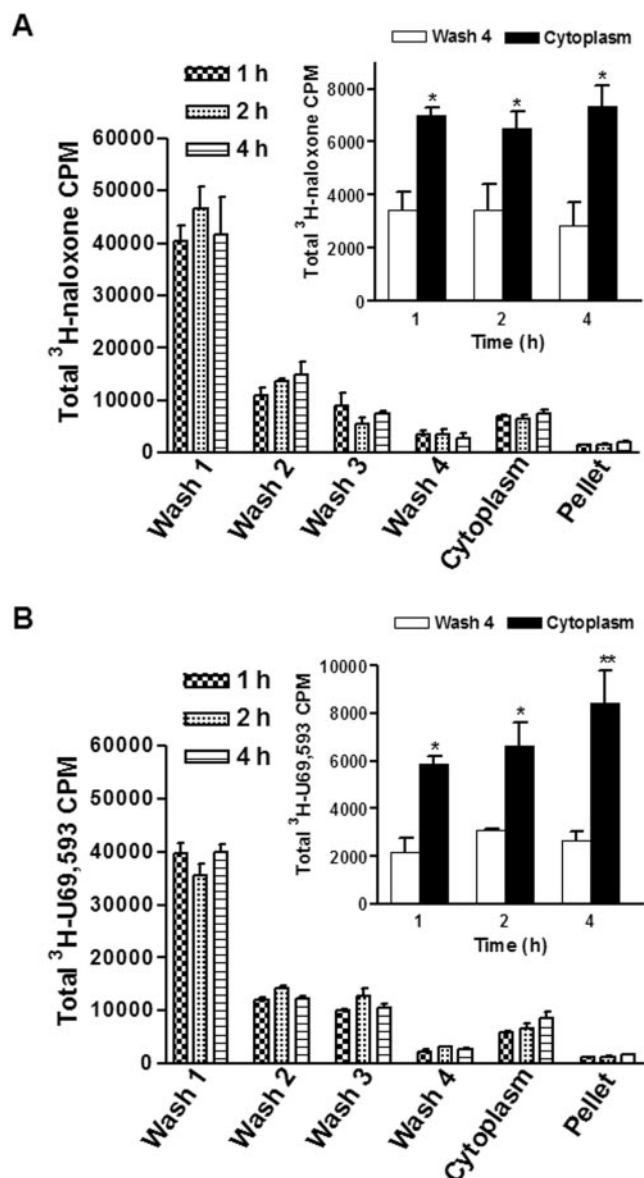 A
Wash 4 Cytoplasm
1 h
2 h
4 h
Total ³H-naloxone CPM
60000
50000
40000
30000
20000
10000
0
Wash 1
Wash 2
Wash 3
Wash 4
Cytoplasm
Pellet
Total ³H-naloxone CPM
8000
6000
4000
2000
0
* * *
1 2 4
Time (h)
B
Wash 4 Cytoplasm
1 h
2 h
4 h
Total ³H-U69,593 CPM
60000
50000
40000
30000
20000
10000
0
Wash 1
Wash 2
Wash 3
Wash 4
Cytoplasm
Pellet
Total ³H-U69,593 CPM
10000
8000
6000
4000
2000
0
* * **
1 2 4
Time (h)